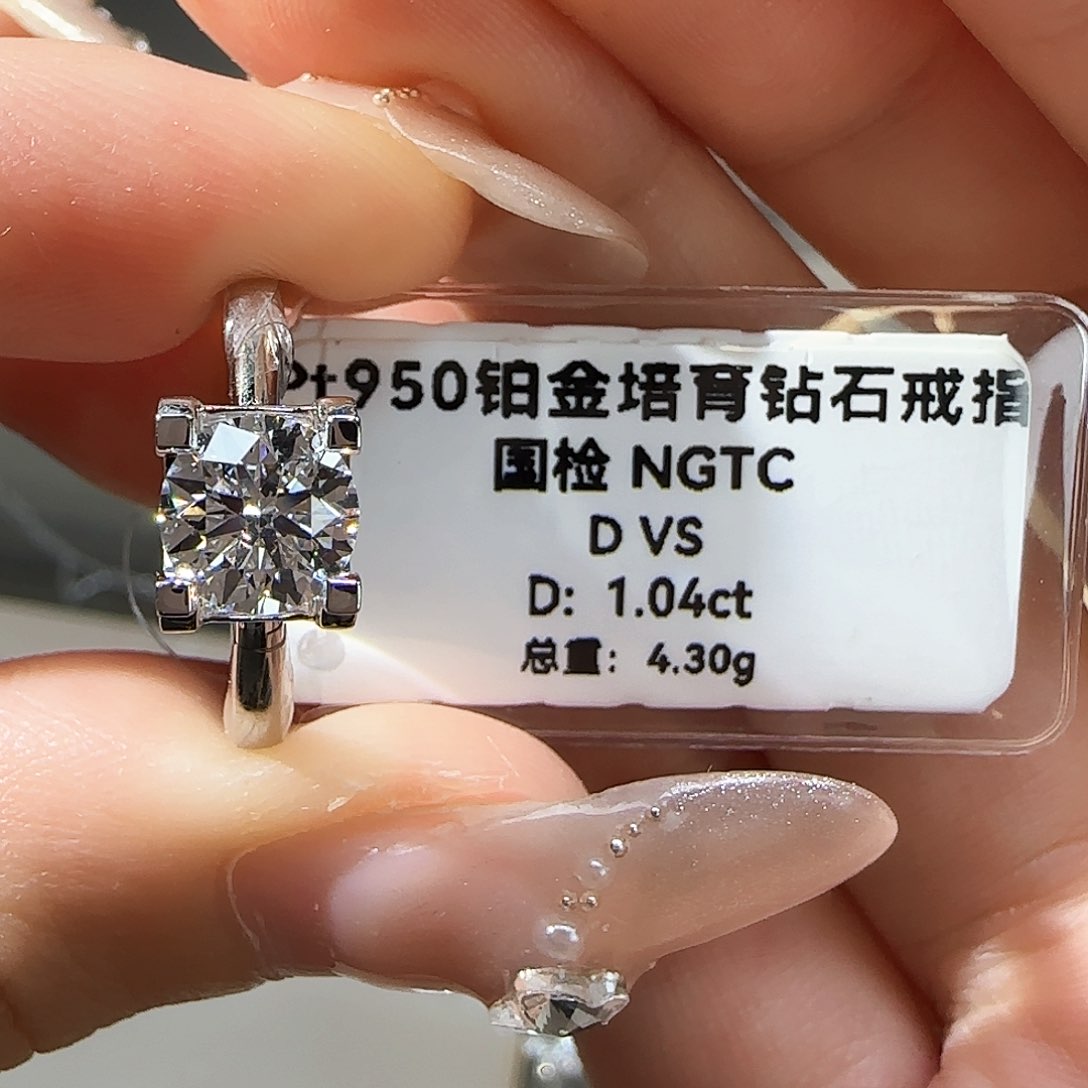 Pt950铂金培育钻石戒指
国检 NGTC
D VS
D: 1.04ct
总重: 4.30g